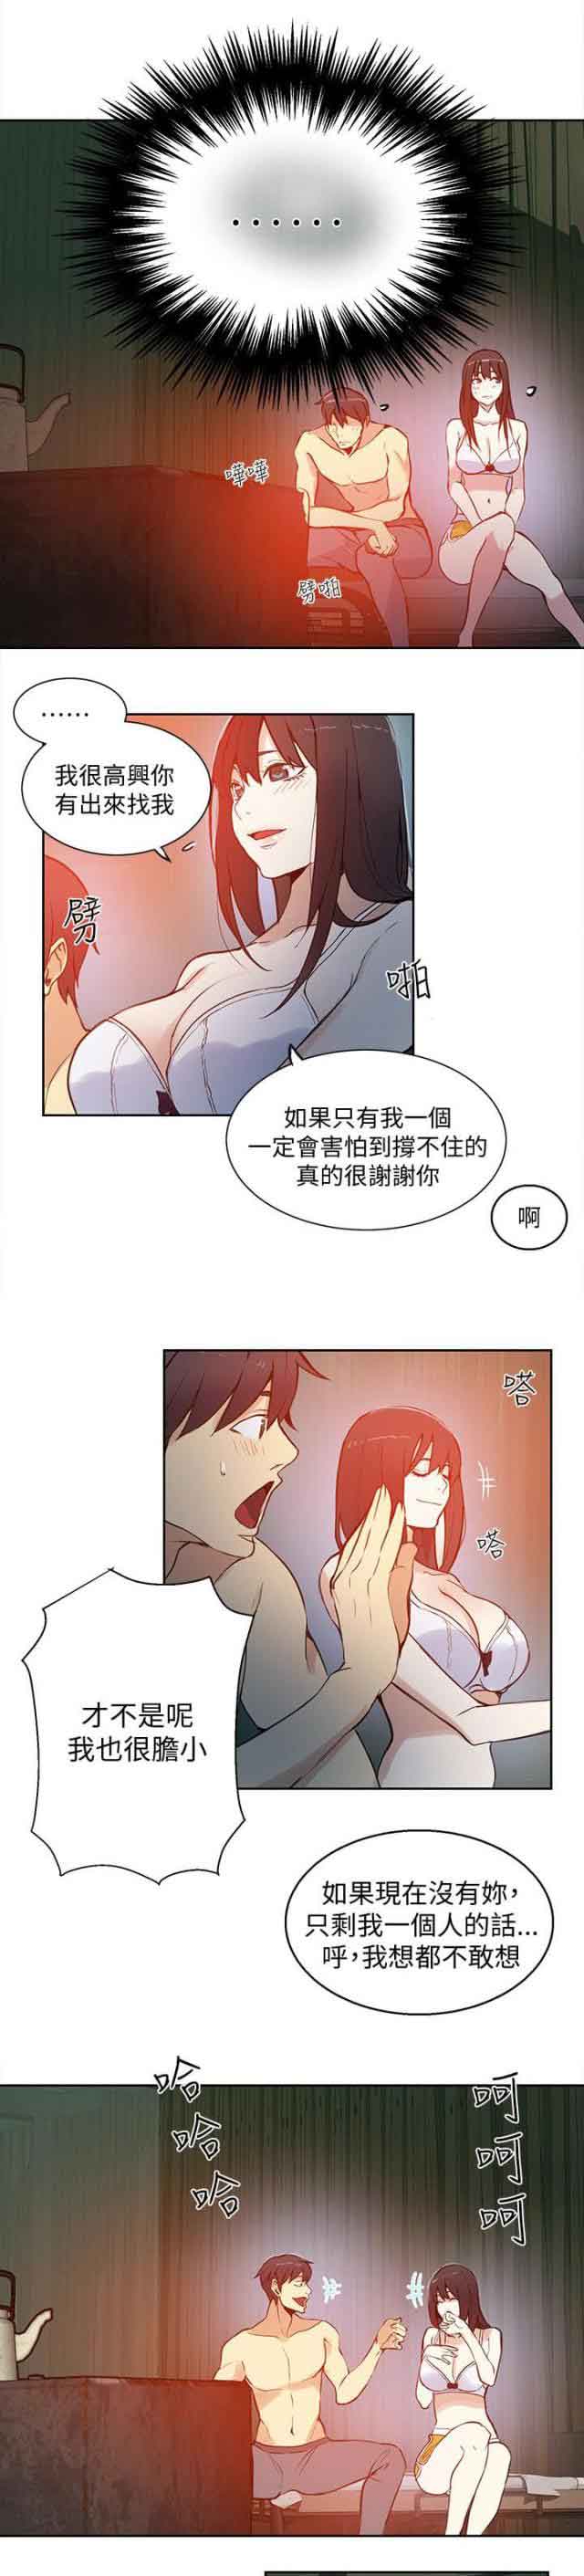 ......
嘩嘩
劈啪
......
我很高興你
有出來找我
劈
啪
如果只有我一個
一定會害怕到撐不住的
真的很謝謝你
啊
嗒
嗒
才不是呢
我也很膽小
如果現在沒有妳,
只剩我一個人的話...
呼,我想都不敢想
哈
哈
哈
呵
呵
呵